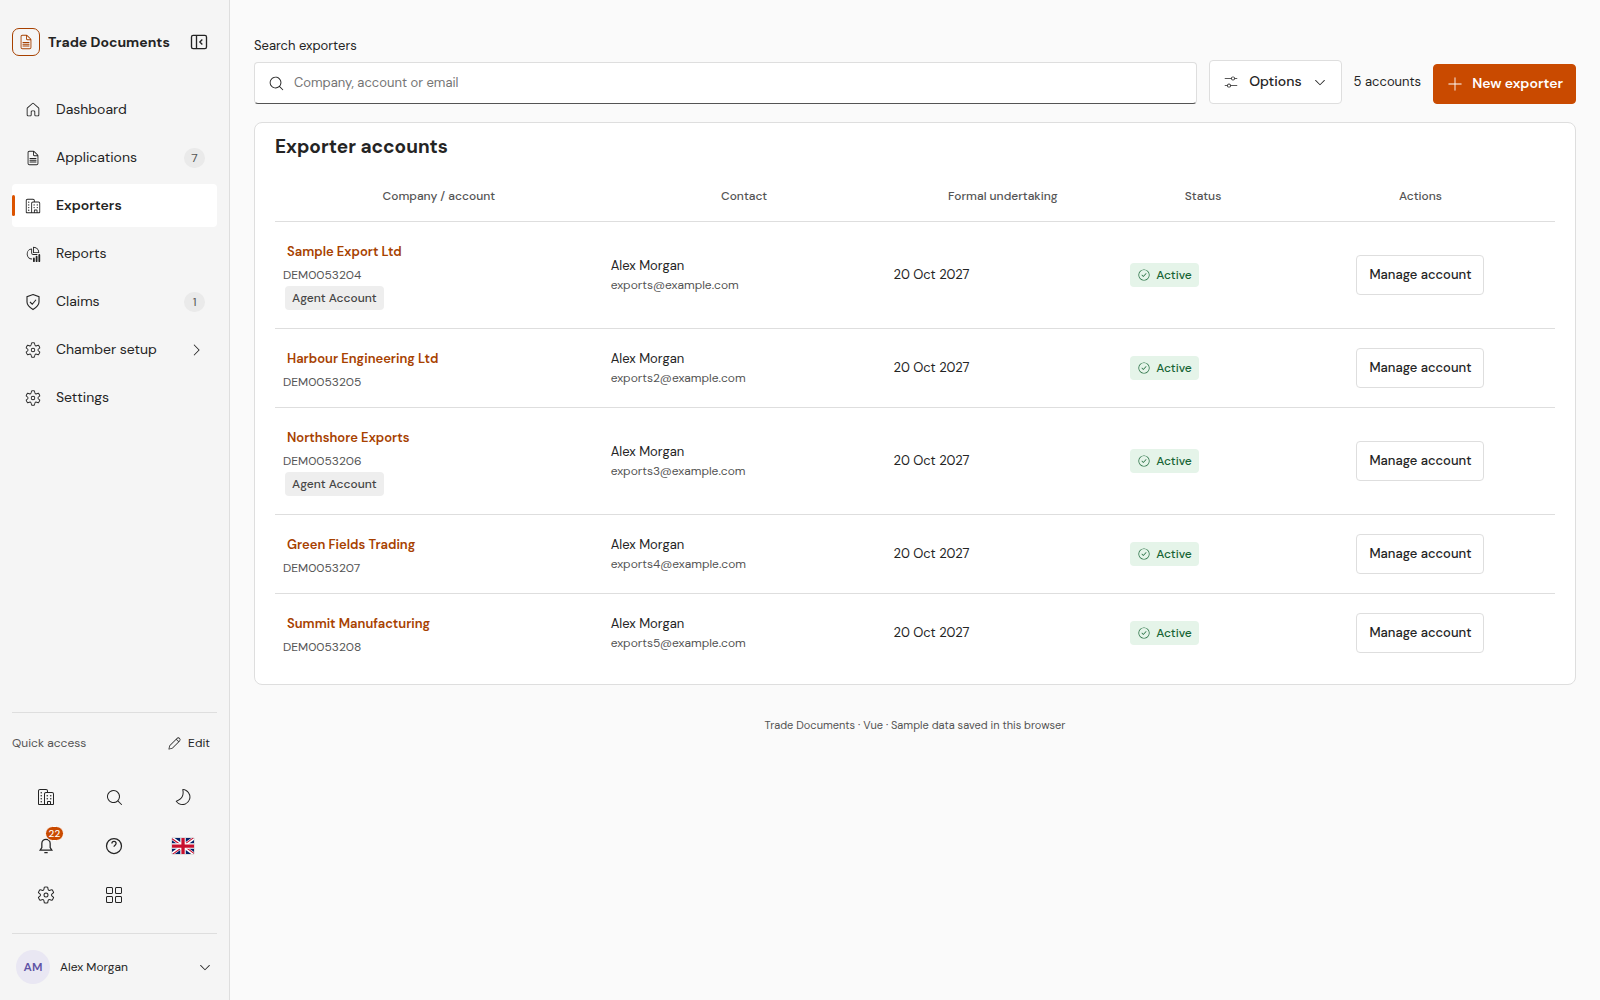 Trade Documents
Dashboard
Applications 7
Exporters
Reports
Claims 1
Chamber setup
Settings
Quick access Edit
22
AM Alex Morgan
Search exporters
Company, account or email
Options
5 accounts
New exporter
Exporter accounts
Company / account Contact Formal undertaking Status Actions
Sample Export Ltd
DEM0053204
Agent Account
Alex Morgan
exports@example.com
20 Oct 2027
Active
Manage account
Harbour Engineering Ltd
DEM0053205
Alex Morgan
exports2@example.com
20 Oct 2027
Active
Manage account
Northshore Exports
DEM0053206
Agent Account
Alex Morgan
exports3@example.com
20 Oct 2027
Active
Manage account
Green Fields Trading
DEM0053207
Alex Morgan
exports4@example.com
20 Oct 2027
Active
Manage account
Summit Manufacturing
DEM0053208
Alex Morgan
exports5@example.com
20 Oct 2027
Active
Manage account
Trade Documents · Vue · Sample data saved in this browser